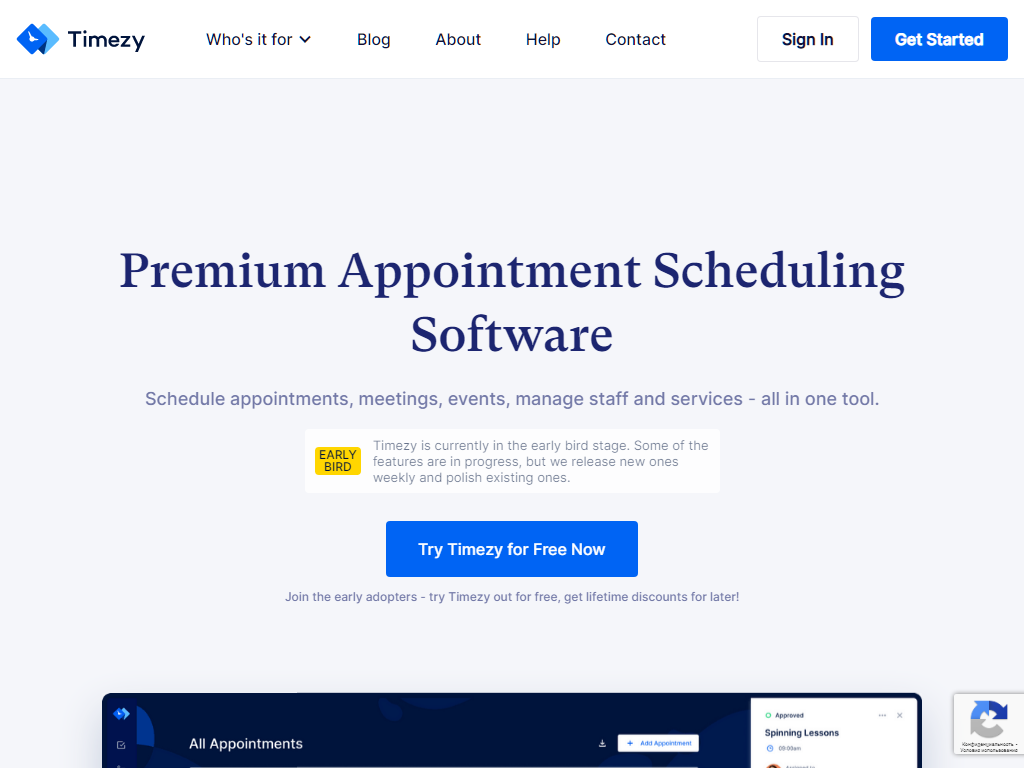 Timezy
Who's it for
Blog
About
Help
Contact
Sign In
Get Started
Premium Appointment Scheduling
Software
Schedule appointments, meetings, events, manage staff and services - all in one tool.
EARLY
BIRD
Timezy is currently in the early bird stage. Some of the
features are in progress, but we release new ones
weekly and polish existing ones.
Try Timezy for Free Now
Join the early adopters - try Timezy out for free, get lifetime discounts for later!
All Appointments
+ Add Appointment
Approved
Spinning Lessons
09:00am
Конфиденциальность -
Условия использования